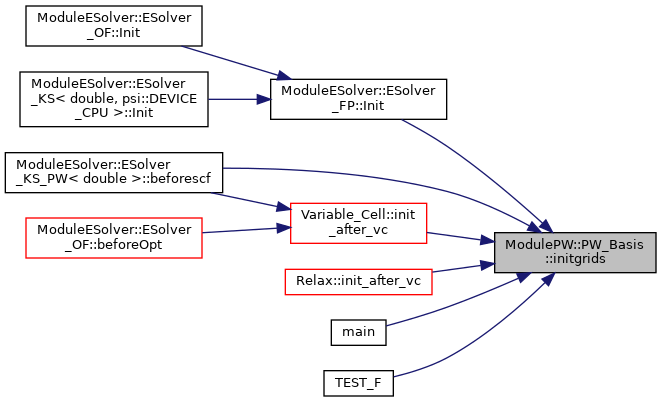 ModuleESolver::ESolver
_OF::Init
ModuleESolver::ESolver
_KS< double, psi::DEVICE
_CPU >::Init
ModuleESolver::ESolver
_FP::Init
ModuleESolver::ESolver
_KS_PW< double >::beforescf
Variable_Cell::init
_after_vc
ModuleESolver::ESolver
_OF::beforeOpt
ModulePW::PW_Basis
::initgrids
Relax::init_after_vc
main
TEST_F